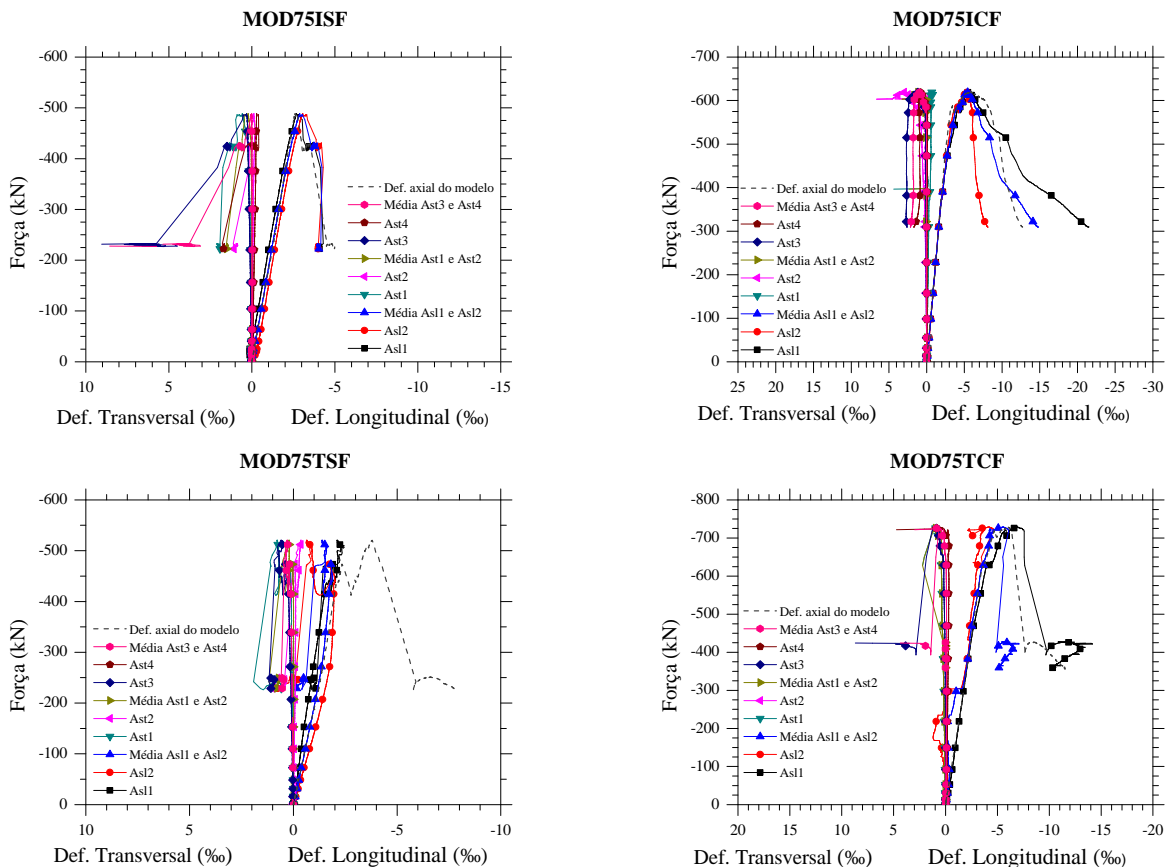 MOD75ISF
Força (kN)
-600
-500
-400
-300
-200
-100
0
Def. axial do modelo
Média Ast3 e Ast4
Ast4
Ast3
Média Ast1 e Ast2
Ast2
Ast1
Média Asl1 e Asl2
Asl2
Asl1
10 5 0 -5 -10 -15
Def. Transversal (‰) Def. Longitudinal (‰)
MOD75ICF
Força (kN)
-700
-600
-500
-400
-300
-200
-100
0
Def. axial do modelo
Média Ast3 e Ast4
Ast4
Ast3
Média Ast1 e Ast2
Ast2
Ast1
Média Asl1 e Asl2
Asl2
Asl1
25 20 15 10 5 0 -5 -10 -15 -20 -25 -30
Def. Transversal (‰) Def. Longitudinal (‰)
MOD75TSF
Força (kN)
-600
-500
-400
-300
-200
-100
0
Def. axial do modelo
Média Ast3 e Ast4
Ast4
Ast3
Média Ast1 e Ast2
Ast2
Ast1
Média Asl1 e Asl2
Asl2
Asl1
10 5 0 -5 -10
Def. Transversal (‰) Def. Longitudinal (‰)
MOD75TCF
Força (kN)
-800
-700
-600
-500
-400
-300
-200
-100
0
Def. axial do modelo
Média Ast3 e Ast4
Ast4
Ast3
Média Ast1 e Ast2
Ast2
Ast1
Média Asl1 e Asl2
Asl2
Asl1
20 15 10 5 0 -5 -10 -15 -20
Def. Transversal (‰) Def. Longitudinal (‰)